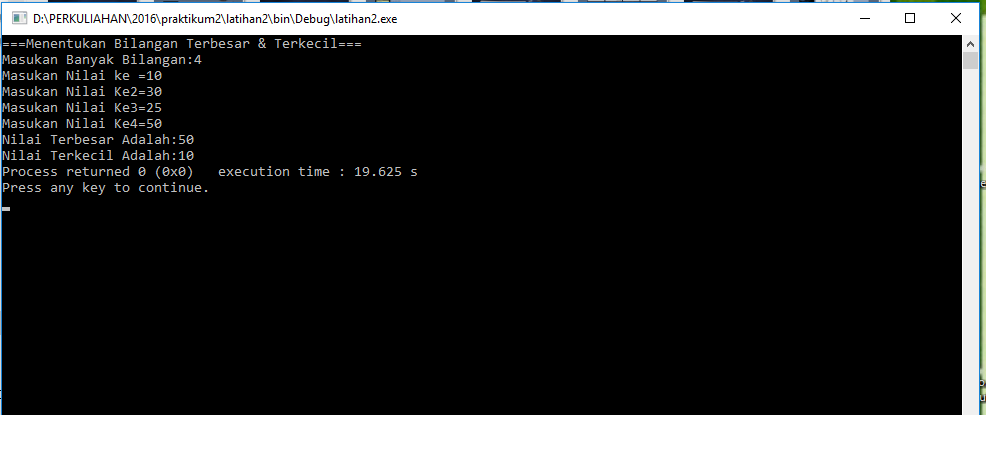 D:\PERKULIAHAN\2016\praktikum2\latihan2\bin\Debug\latihan2.exe
===Menentukan Bilangan Terbesar & Terkecil===
Masukan Banyak Bilangan:4
Masukan Nilai ke =10
Masukan Nilai Ke2=30
Masukan Nilai Ke3=25
Masukan Nilai Ke4=50
Nilai Terbesar Adalah:50
Nilai Terkecil Adalah:10
Process returned 0 (0x0)   execution time : 19.625 s
Press any key to continue.